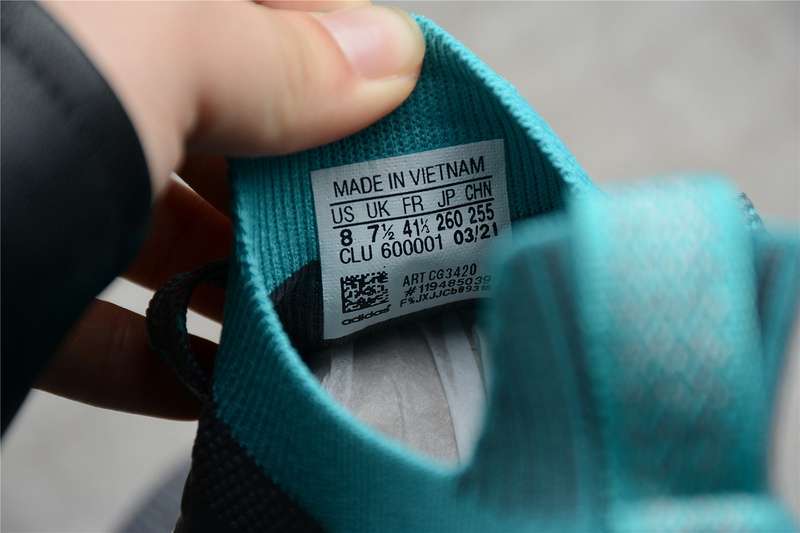 MADE IN VIETNAM
US UK FR JP CHN
8 7½ 41⅓ 260 255
CLU 600001 03/21
ART CG3420
#119485039
adidas